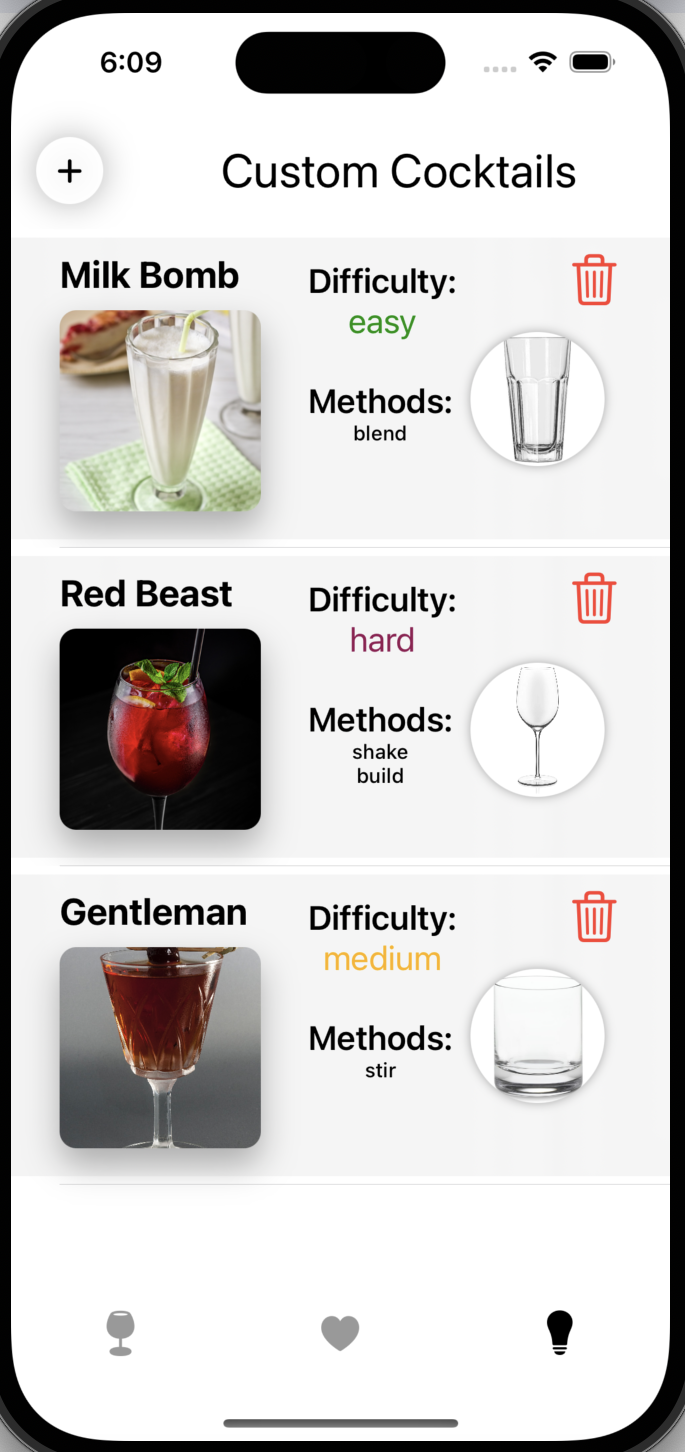 6:09
Custom Cocktails
Milk Bomb
Difficulty:
easy
Methods:
blend
Red Beast
Difficulty:
hard
Methods:
shake
build
Gentleman
Difficulty:
medium
Methods:
stir